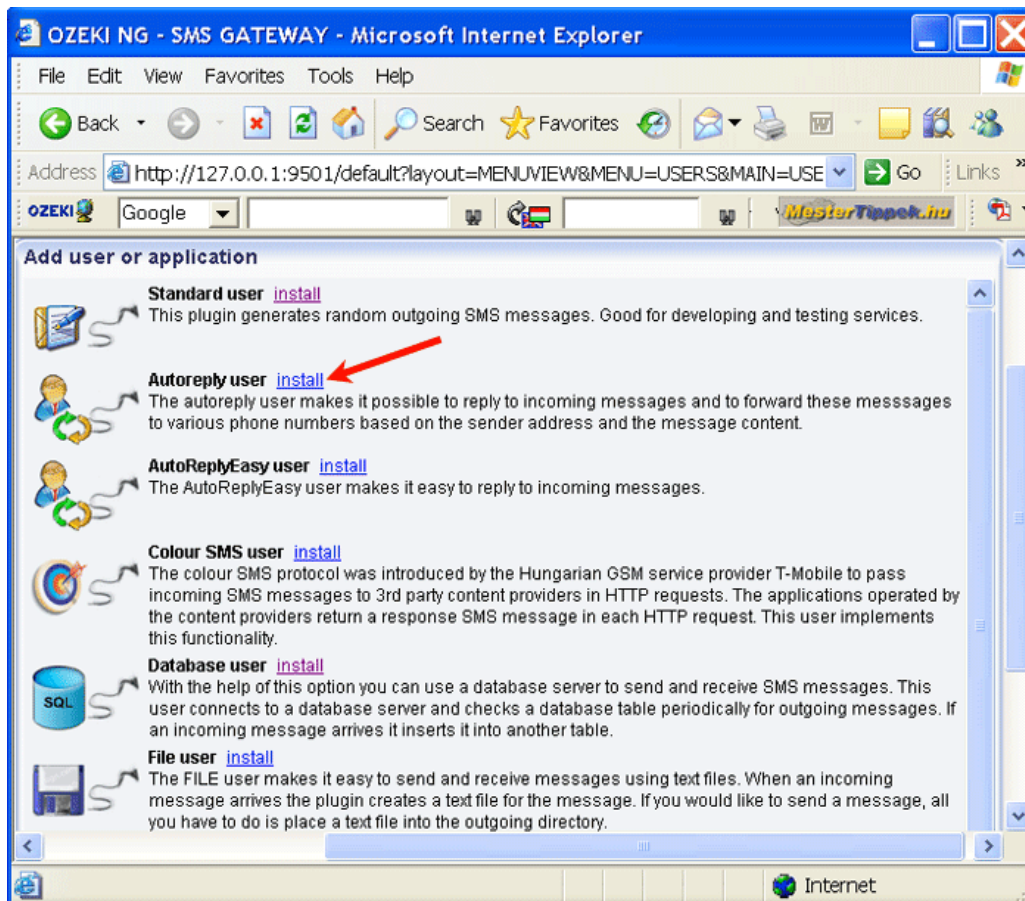 OZEKI NG - SMS GATEWAY - Microsoft Internet Explorer
File Edit View Favorites Tools Help
Back Search Favorites
Address http://127.0.0.1:9501/default?layout=MENUVIEW&MENU=USERS&MAIN=USE Go Links »
OZEKI Google MesterTippek.hu
Add user or application
Standard user install
This plugin generates random outgoing SMS messages. Good for developing and testing services.
Autoreply user install
The autoreply user makes it possible to reply to incoming messages and to forward these messsages
to various phone numbers based on the sender address and the message content.
AutoReplyEasy user install
The AutoReplyEasy user makes it easy to reply to incoming messages.
Colour SMS user install
The colour SMS protocol was introduced by the Hungarian GSM service provider T-Mobile to pass
incoming SMS messages to 3rd party content providers in HTTP requests. The applications operated by
the content providers return a response SMS message in each HTTP request. This user implements
this functionality.
Database user install
SQL
With the help of this option you can use a database server to send and receive SMS messages. This
user connects to a database server and checks a database table periodically for outgoing messages. If
an incoming message arrives it inserts it into another table.
File user install
The FILE user makes it easy to send and receive messages using text files. When an incoming
message arrives the plugin creates a text file for the message. If you would like to send a message, all
you have to do is place a text file into the outgoing directory.
Internet